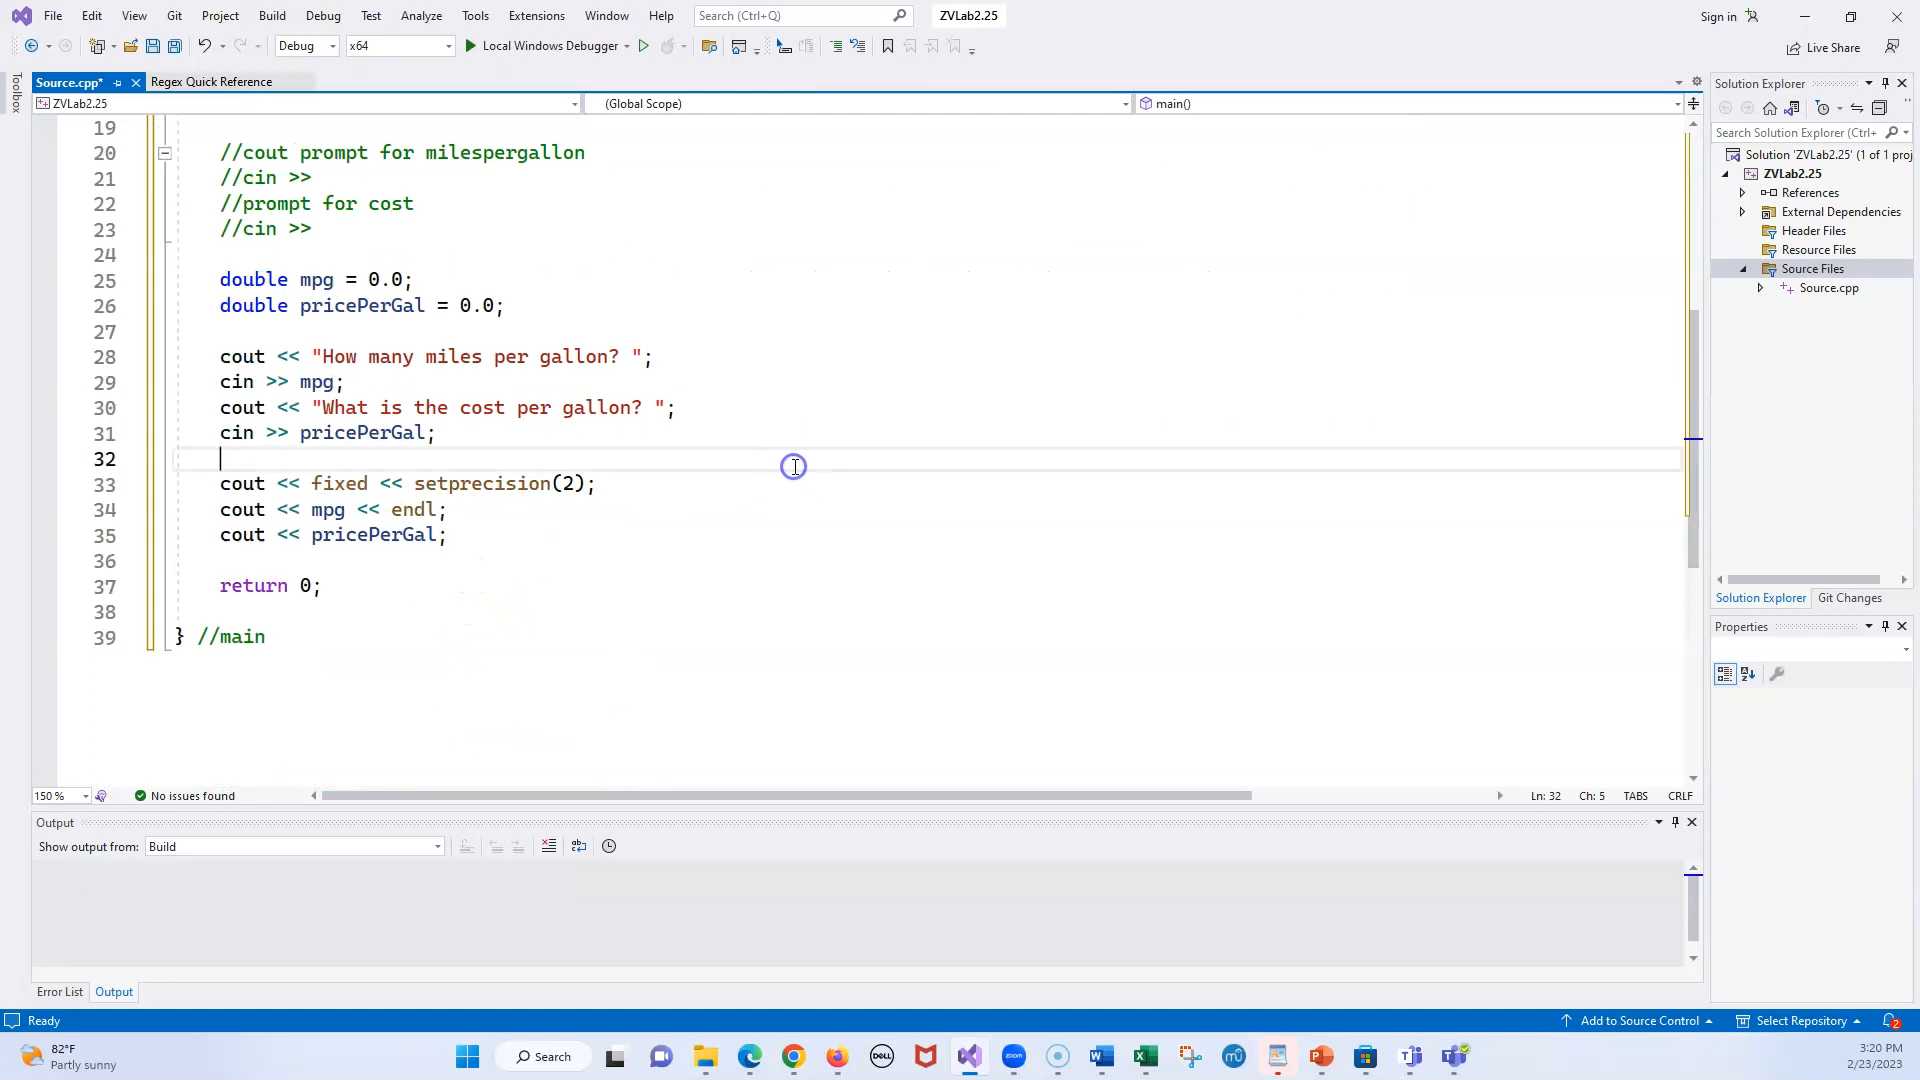 File Edit View Git Project Build Debug Test Analyze Tools Extensions Window Help Search (Ctrl+Q) ZVLab2.25 Sign in
Debug x64 Local Windows Debugger Live Share
Source.cpp* Regex Quick Reference
ZVLab2.25 (Global Scope) main()
19
20 //cout prompt for milespergallon
21 //cin >>
22 //prompt for cost
23 //cin >>
24
25 double mpg = 0.0;
26 double pricePerGal = 0.0;
27
28 cout << "How many miles per gallon? ";
29 cin >> mpg;
30 cout << "What is the cost per gallon? ";
31 cin >> pricePerGal;
32
33 cout << fixed << setprecision(2);
34 cout << mpg << endl;
35 cout << pricePerGal;
36
37 return 0;
38
39 } //main
150 % No issues found Ln: 32 Ch: 5 TABS CRLF
Output
Show output from: Build
Error List Output
Toolbox
Solution Explorer
Search Solution Explorer (Ctrl+
Solution 'ZVLab2.25' (1 of 1 proj
ZVLab2.25
References
External Dependencies
Header Files
Resource Files
Source Files
Source.cpp
Solution Explorer Git Changes
Properties
Ready Add to Source Control Select Repository 2
82°F
Partly sunny
Search
DELL
zoom
3:20 PM
2/23/2023